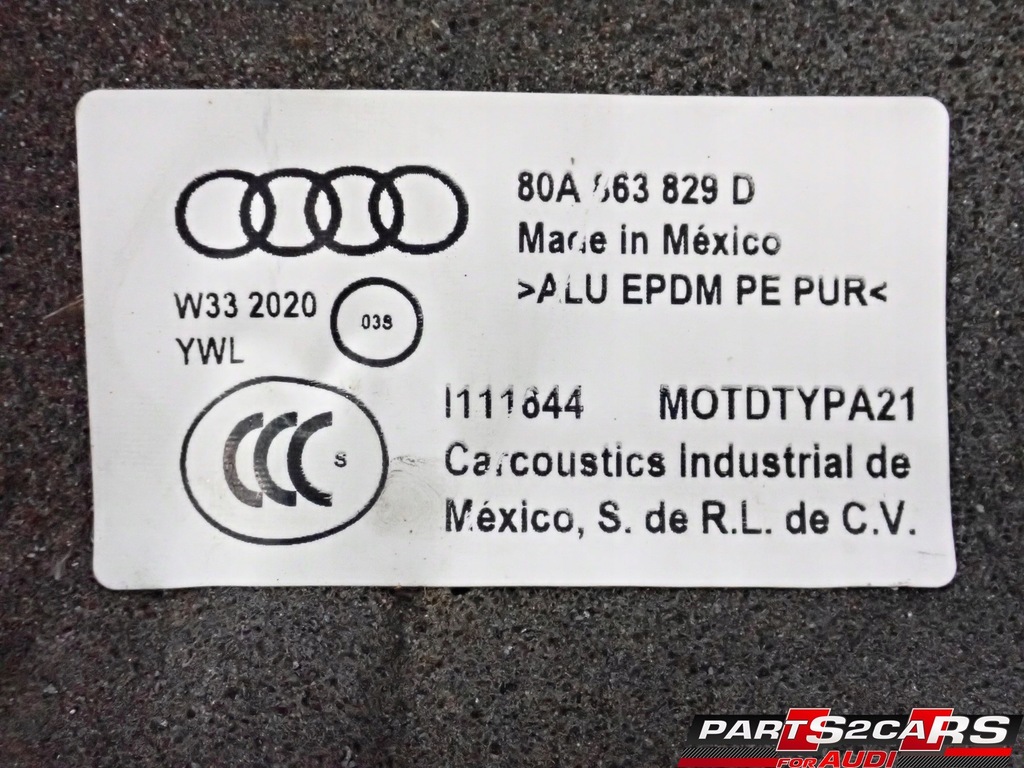 80A 863 829 D
Made in México
>ALU EPDM PE PUR<
W33 2020
038
YWL
CCC S
MOTDTYPA21
Carcoustics Industrial de
México, S. de R.L. de C.V.
PARTS2CARS
FOR AUDI